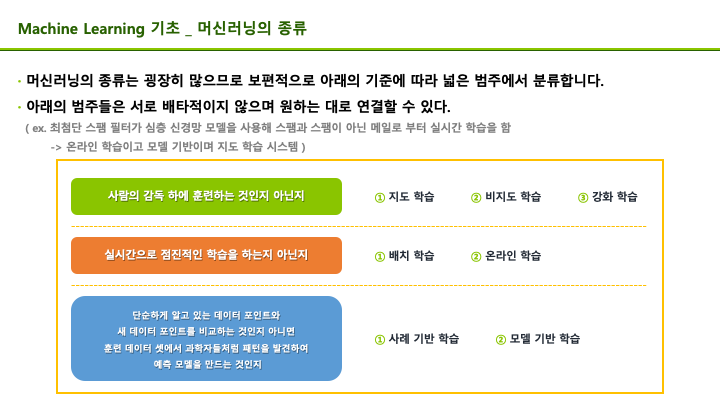 Machine Learning 기초 _ 머신러닝의 종류
· 머신러닝의 종류는 굉장히 많으므로 보편적으로 아래의 기준에 따라 넓은 범주에서 분류합니다.
· 아래의 범주들은 서로 배타적이지 않으며 원하는 대로 연결할 수 있다.
( ex. 최첨단 스팸 필터가 심층 신경망 모델을 사용해 스팸과 스팸이 아닌 메일로 부터 실시간 학습을 함
-> 온라인 학습이고 모델 기반이며 지도 학습 시스템 )
사람의 감독 하에 훈련하는 것인지 아닌지
① 지도 학습 ② 비지도 학습 ③ 강화 학습
실시간으로 점진적인 학습을 하는지 아닌지
① 배치 학습 ② 온라인 학습
단순하게 알고 있는 데이터 포인트와
새 데이터 포인트를 비교하는 것인지 아니면
훈련 데이터 셋에서 과학자들처럼 패턴을 발견하여
예측 모델을 만드는 것인지
① 사례 기반 학습 ② 모델 기반 학습